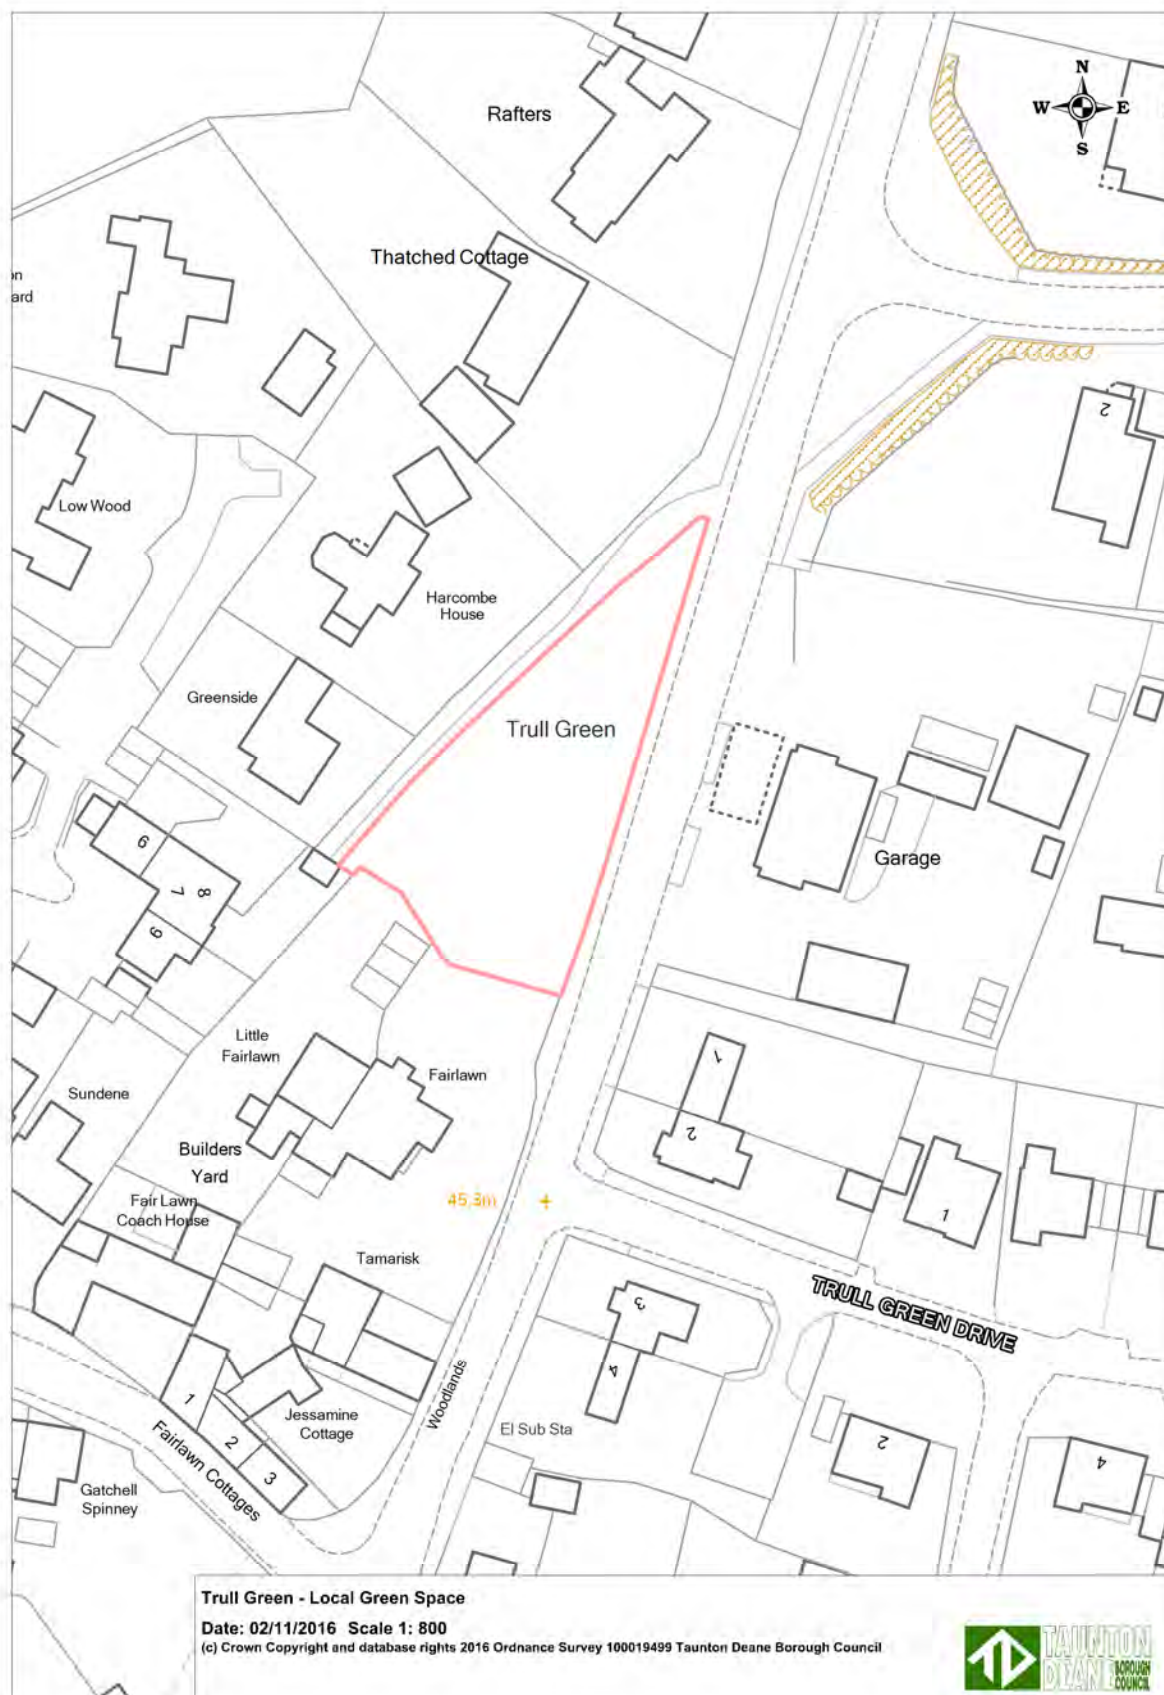 N
W E
S
Rafters
Thatched Cottage
on
ard
2
Low Wood
Harcombe
House
Greenside
Trull Green
6
7
8
9
Garage
Little
Fairlawn
Fairlawn
1
2
Sundene
Builders
Yard
Fair Lawn
Coach House
45.3m
1
Tamarisk
TRULL GREEN DRIVE
3
4
Woodlands
1
2
3
Jessamine
Cottage
El Sub Sta
Fairlawn Cottages
2
4
Gatchell
Spinney
Trull Green - Local Green Space
Date: 02/11/2016 Scale 1: 800
(c) Crown Copyright and database rights 2016 Ordnance Survey 100019499 Taunton Deane Borough Council
TAUNTON
DEANE BOROUGH
COUNCIL